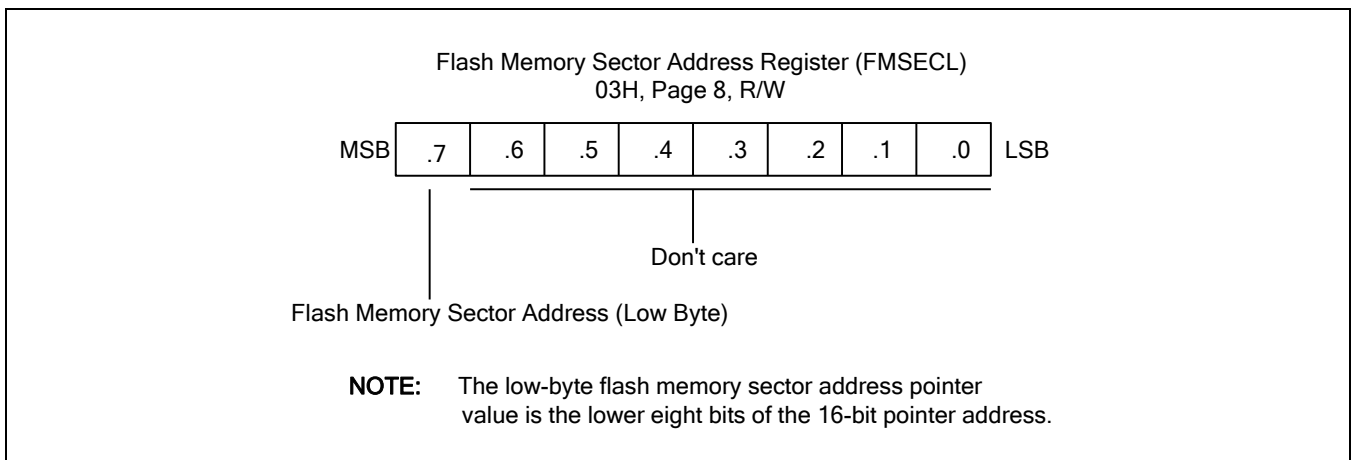 Flash Memory Sector Address Register (FMSECL)
03H, Page 8, R/W
MSB .7 .6 .5 .4 .3 .2 .1 .0 LSB
Don't care
Flash Memory Sector Address (Low Byte)
NOTE: The low-byte flash memory sector address pointer
value is the lower eight bits of the 16-bit pointer address.